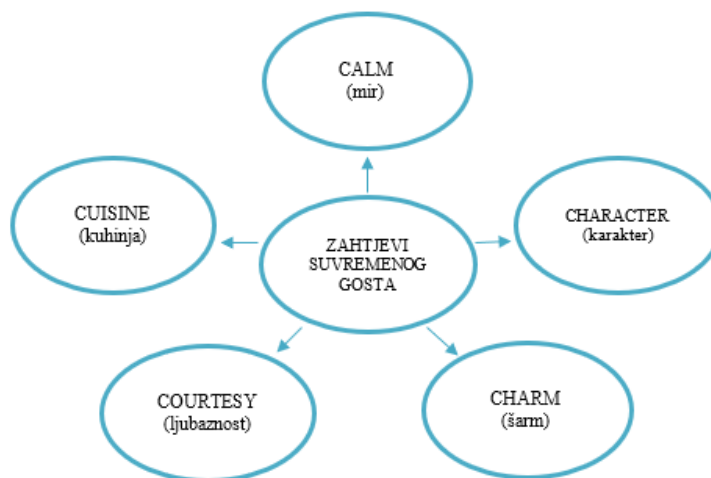 CALM
(mir)
CUISINE
(kuhinja)
ZAHTJEVI
SUVREMENOG
GOSTA
CHARACTER
(karakter)
COURTESY
(ljubaznost)
CHARM
(šarm)